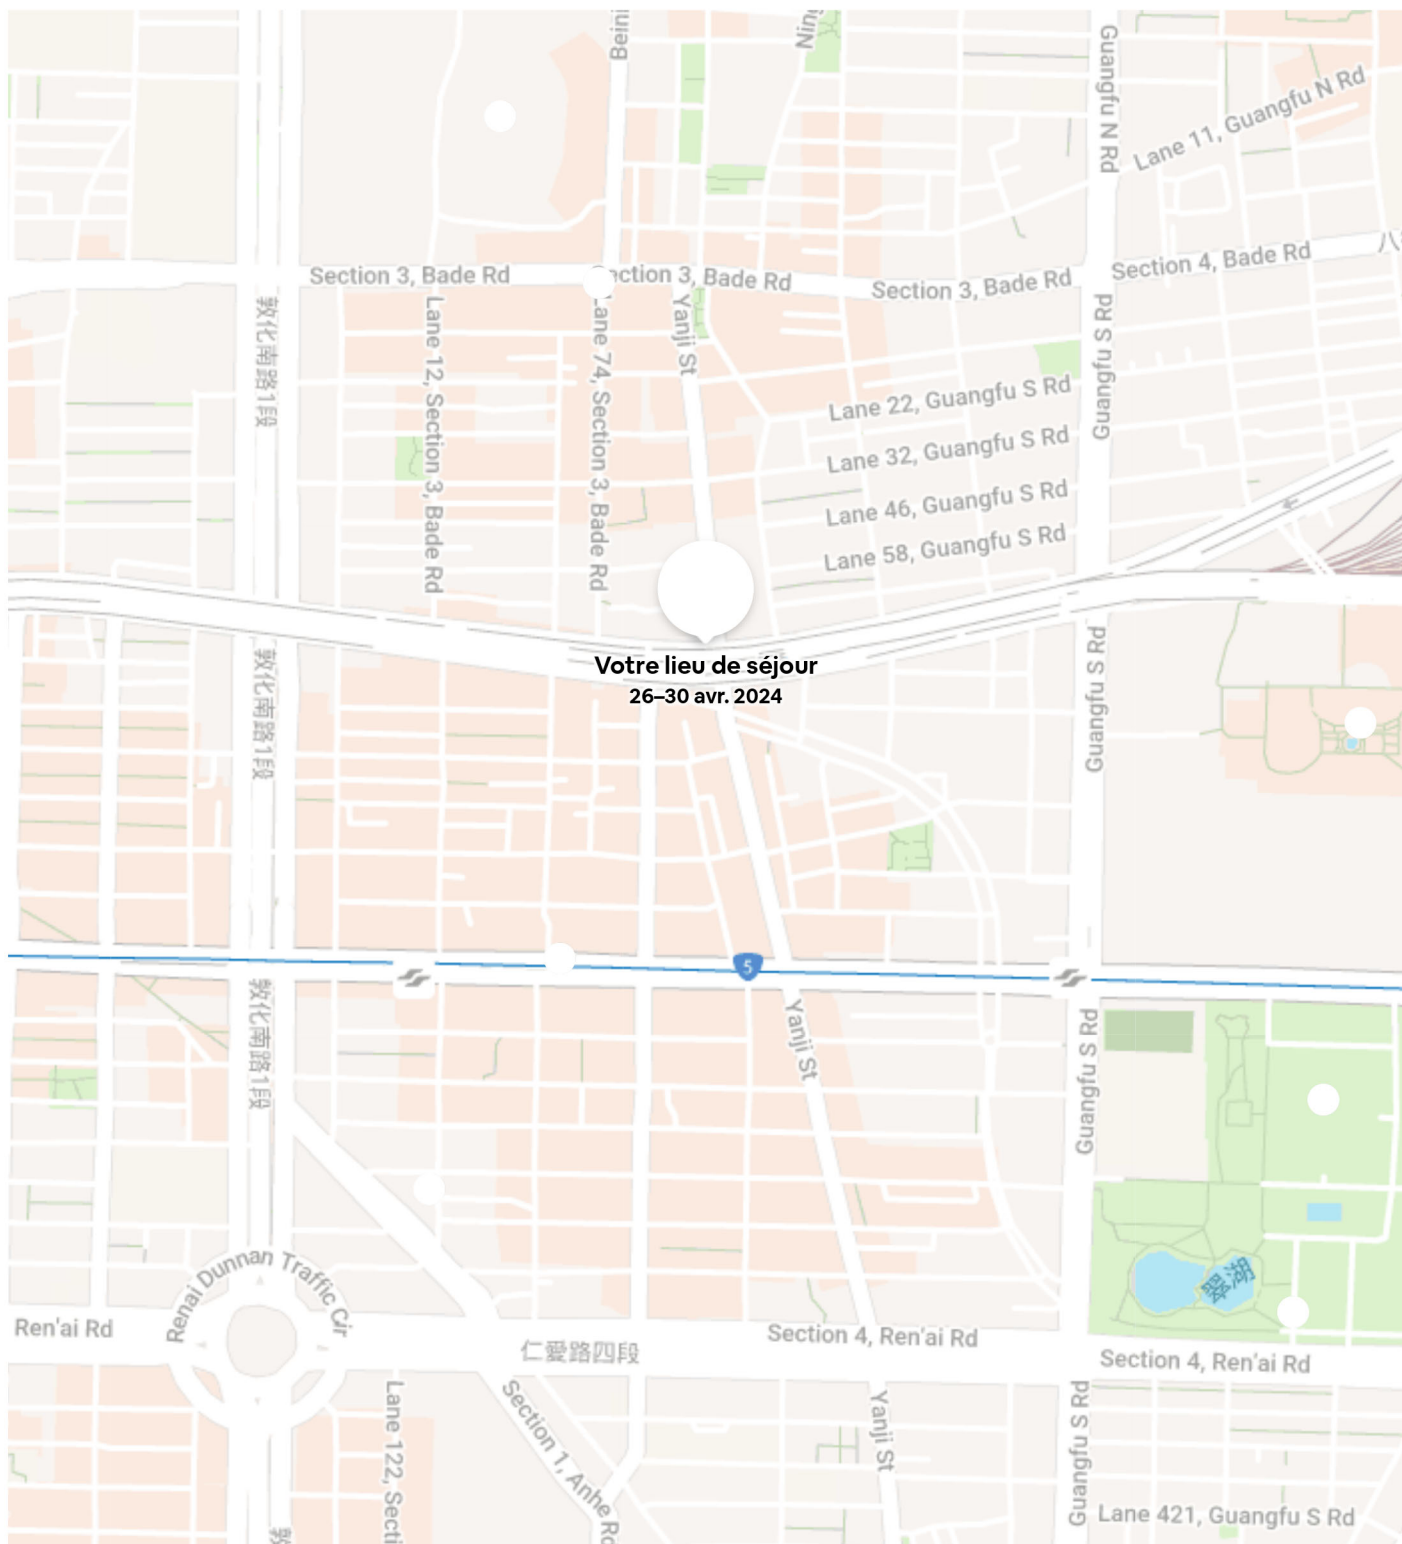 Guangfu N Rd
Lane 11, Guangfu N Rd
Section 3, Bade Rd
Section 3, Bade Rd
Section 3, Bade Rd
Section 4, Bade Rd
敦化南路1段
Lane 12, Section 3, Bade Rd
Lane 74, Section 3, Bade Rd
Yanji St
Guangfu S Rd
Lane 22, Guangfu S Rd
Lane 32, Guangfu S Rd
Lane 46, Guangfu S Rd
Lane 58, Guangfu S Rd
Votre lieu de séjour
26–30 avr. 2024
敦化南路1段
Guangfu S Rd
5
敦化南路1段
Yanji St
Guangfu S Rd
翠湖
Renai Dunnan Traffic Cir
Ren'ai Rd
仁愛路四段
Section 4, Ren'ai Rd
Section 4, Ren'ai Rd
Lane 122, Secti
Section 1, Anhe Rd
Yanji St
Guangfu S Rd
Lane 421, Guangfu S Rd